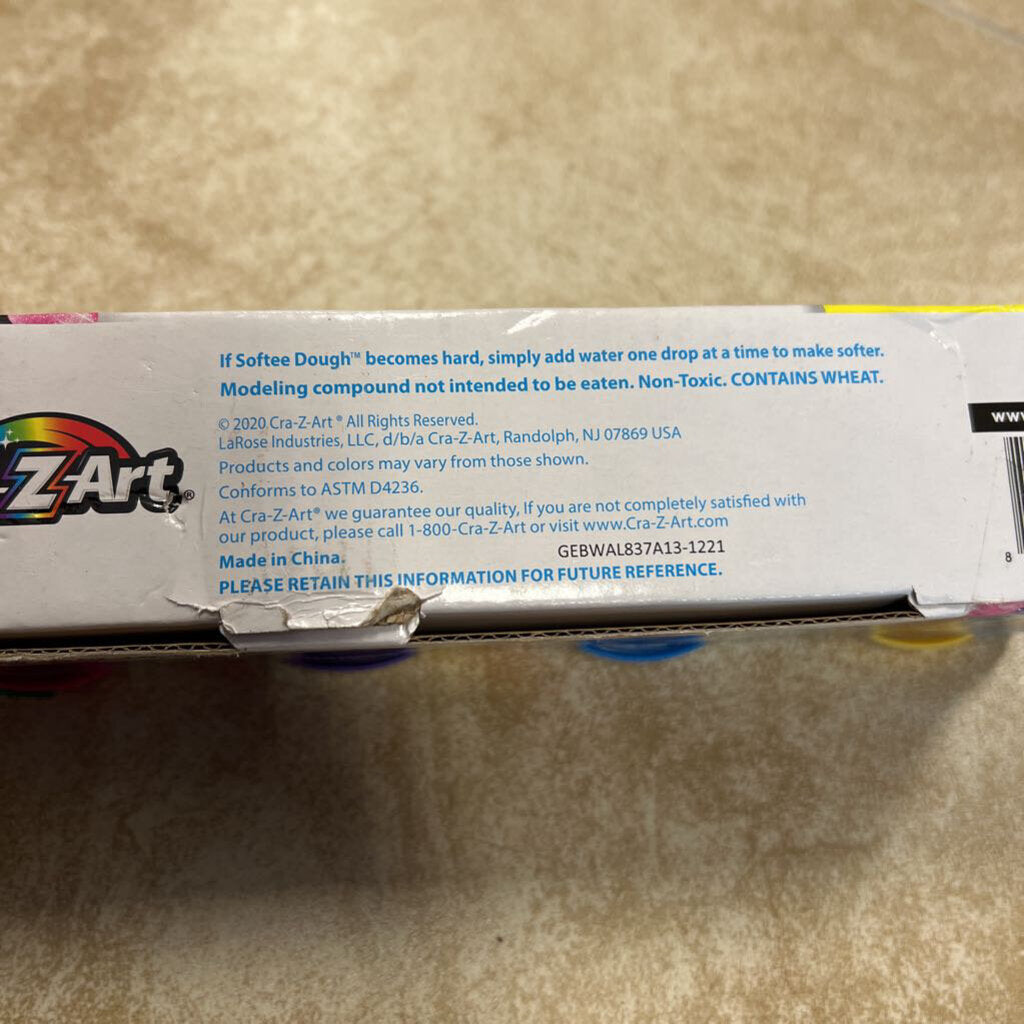 If Softee Dough™ becomes hard, simply add water one drop at a time to make softer.
Modeling compound not intended to be eaten. Non-Toxic. CONTAINS WHEAT.
© 2020 Cra-Z-Art ® All Rights Reserved.
LaRose Industries, LLC, d/b/a Cra-Z-Art, Randolph, NJ 07869 USA
Products and colors may vary from those shown.
Conforms to ASTM D4236.
At Cra-Z-Art® we guarantee our quality, If you are not completely satisfied with
our product, please call 1-800-Cra-Z-Art or visit www.Cra-Z-Art.com
Made in China.
GEBWAL837A13-1221
PLEASE RETAIN THIS INFORMATION FOR FUTURE REFERENCE.
-Z-Art®
8